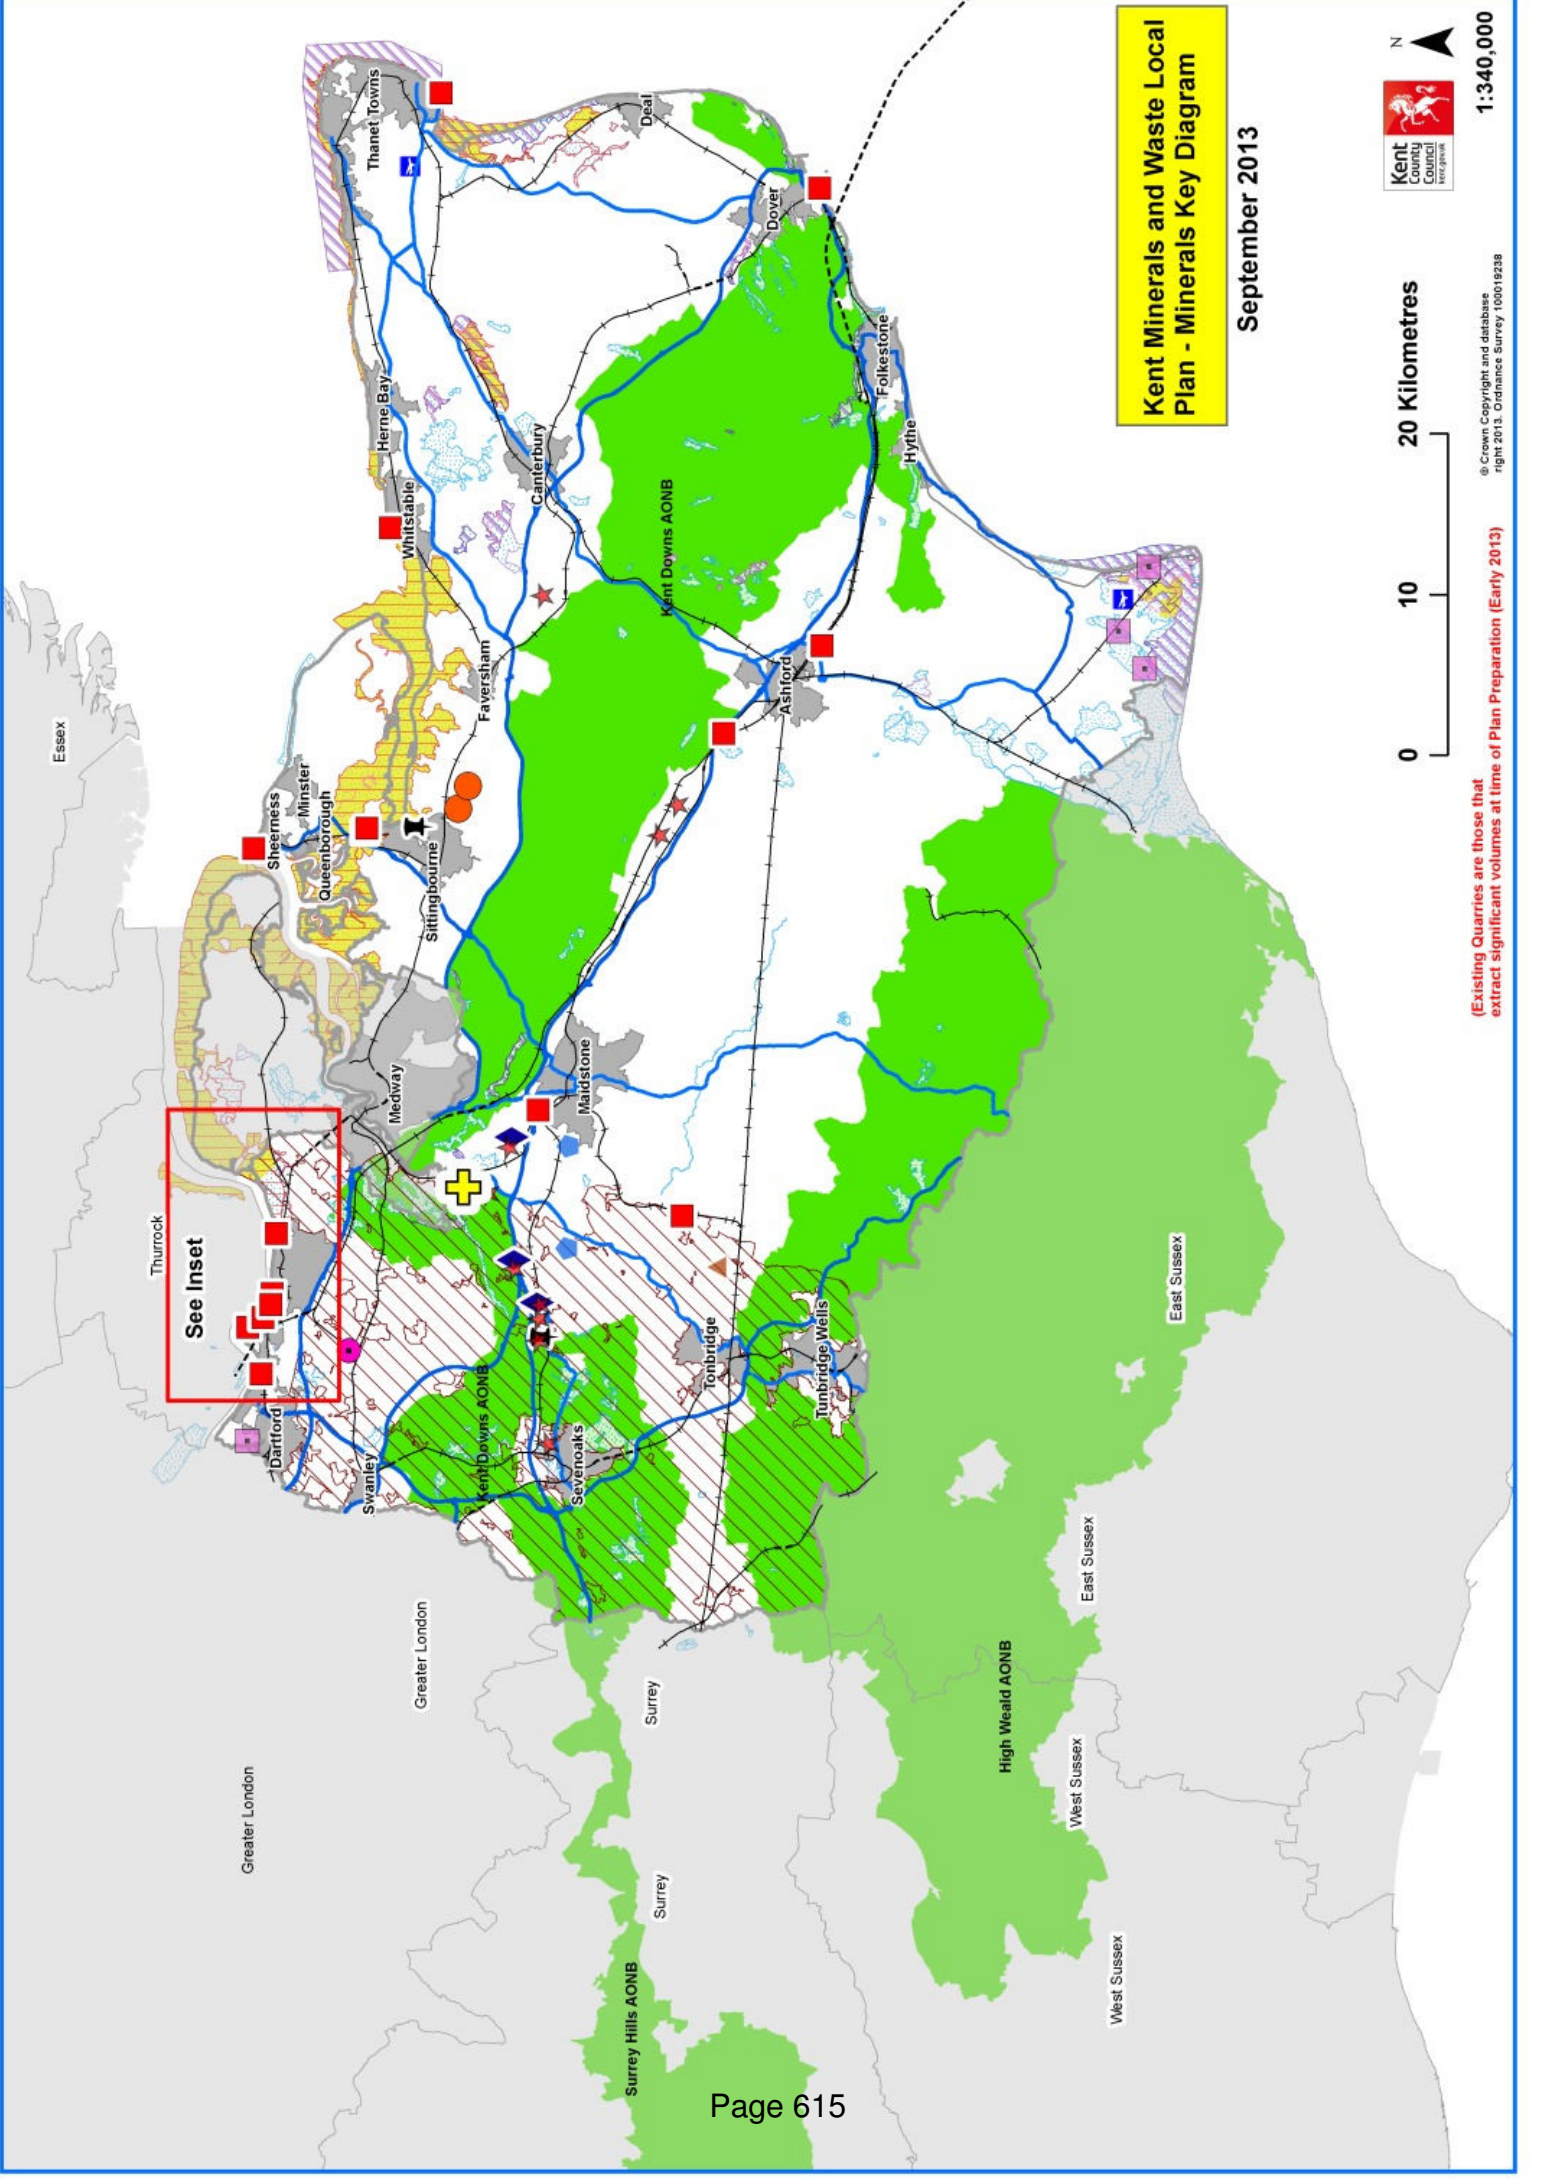 Kent Minerals and Waste Local
Plan - Minerals Key Diagram
September 2013
N
Kent
County
Council
kent.gov.uk
1:340,000
0
10
20 Kilometres
© Crown Copyright and database
right 2013. Ordnance Survey 100019238
(Existing Quarries are those that
extract significant volumes at time of Plan Preparation (Early 2013)
Essex
Thurrock
See Inset
Greater London
Greater London
Dartford
Swanley
Medway
Sheerness
Minster
Queenborough
Sittingbourne
Faversham
Whitstable
Herne Bay
Thanet Towns
Canterbury
Deal
Dover
Folkestone
Hythe
Ashford
Maidstone
Kent Downs AONB
Kent Downs AONB
Sevenoaks
Tonbridge
Tunbridge Wells
Surrey
Surrey
Surrey Hills AONB
High Weald AONB
East Sussex
East Sussex
West Sussex
West Sussex
Page 615